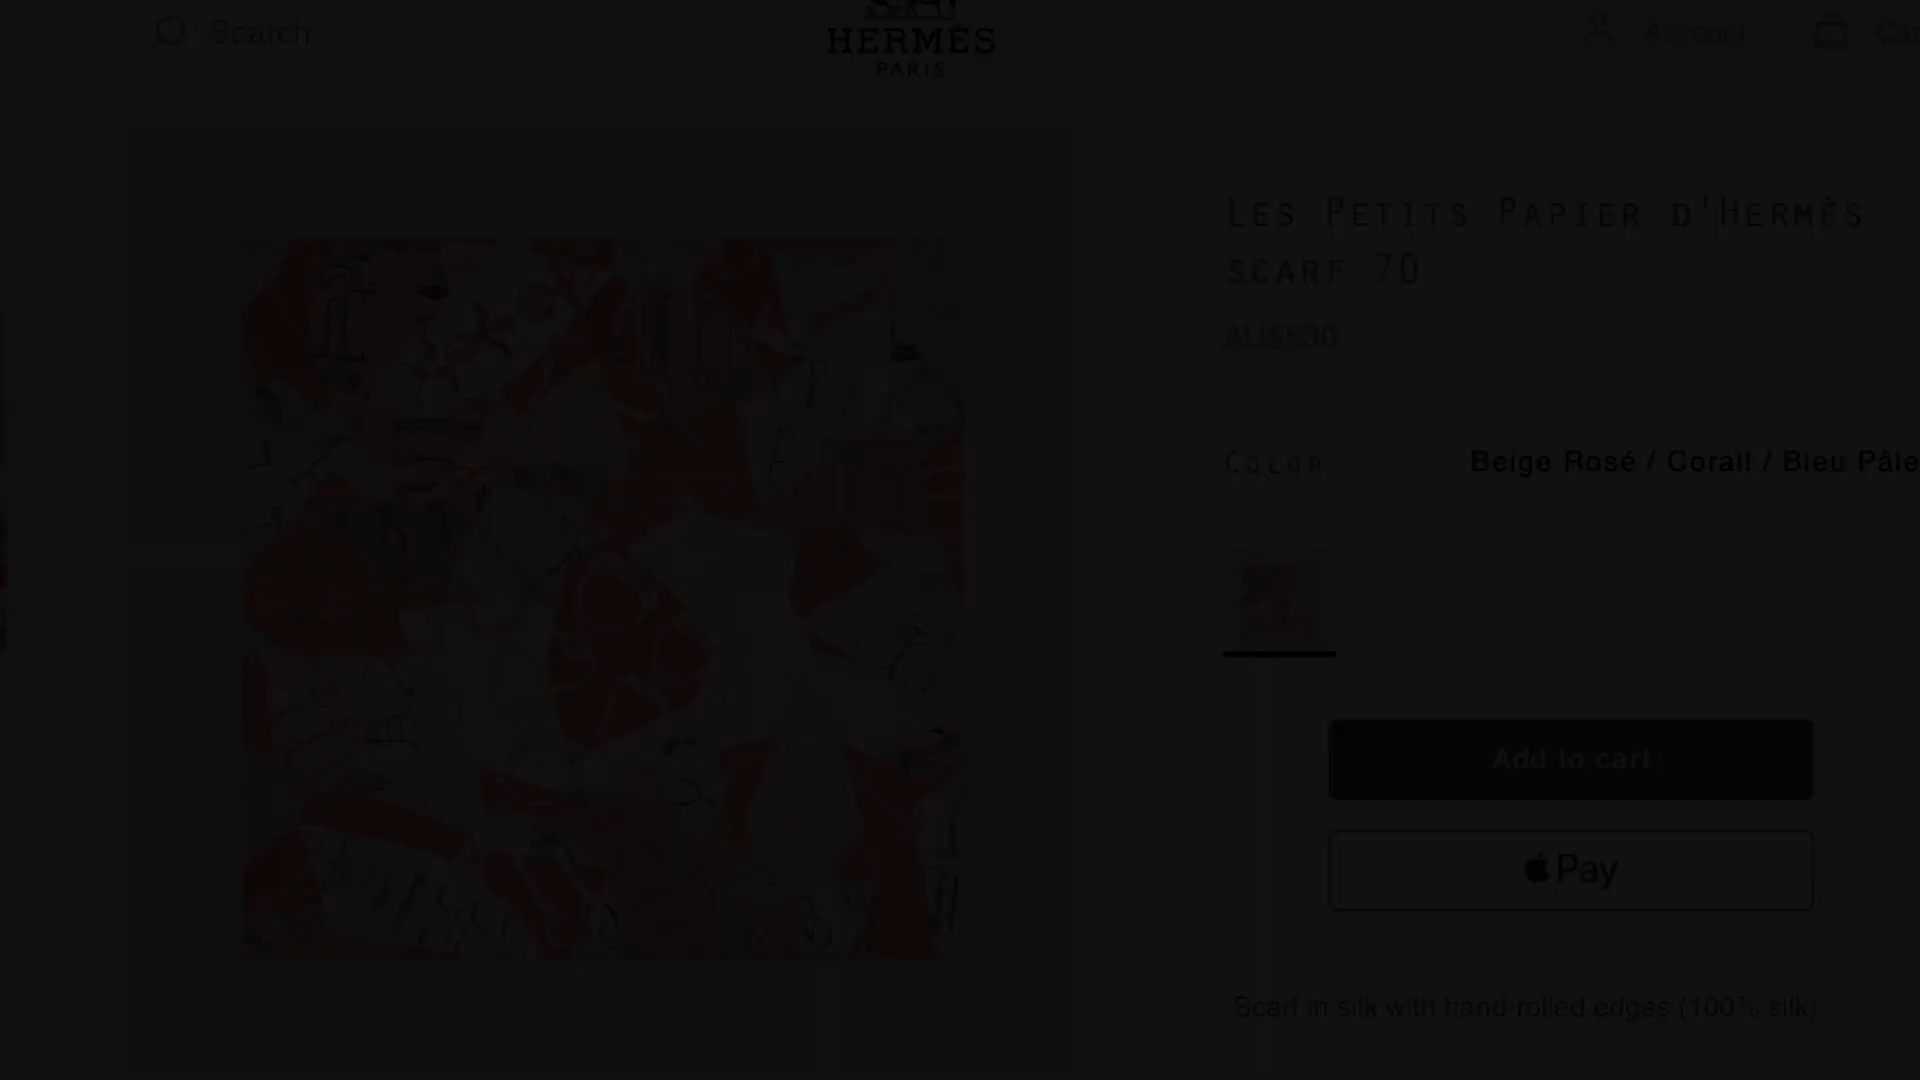 Search
HERMÈS
PARIS
Account
LES PETITS PAPIER D'HERMÈS
SCARF 70
AU$530
COLOR
Beige Rosé / Corail / Bleu Pâle
Add to cart
Pay
Scarf in silk with hand-rolled edges (100% silk).